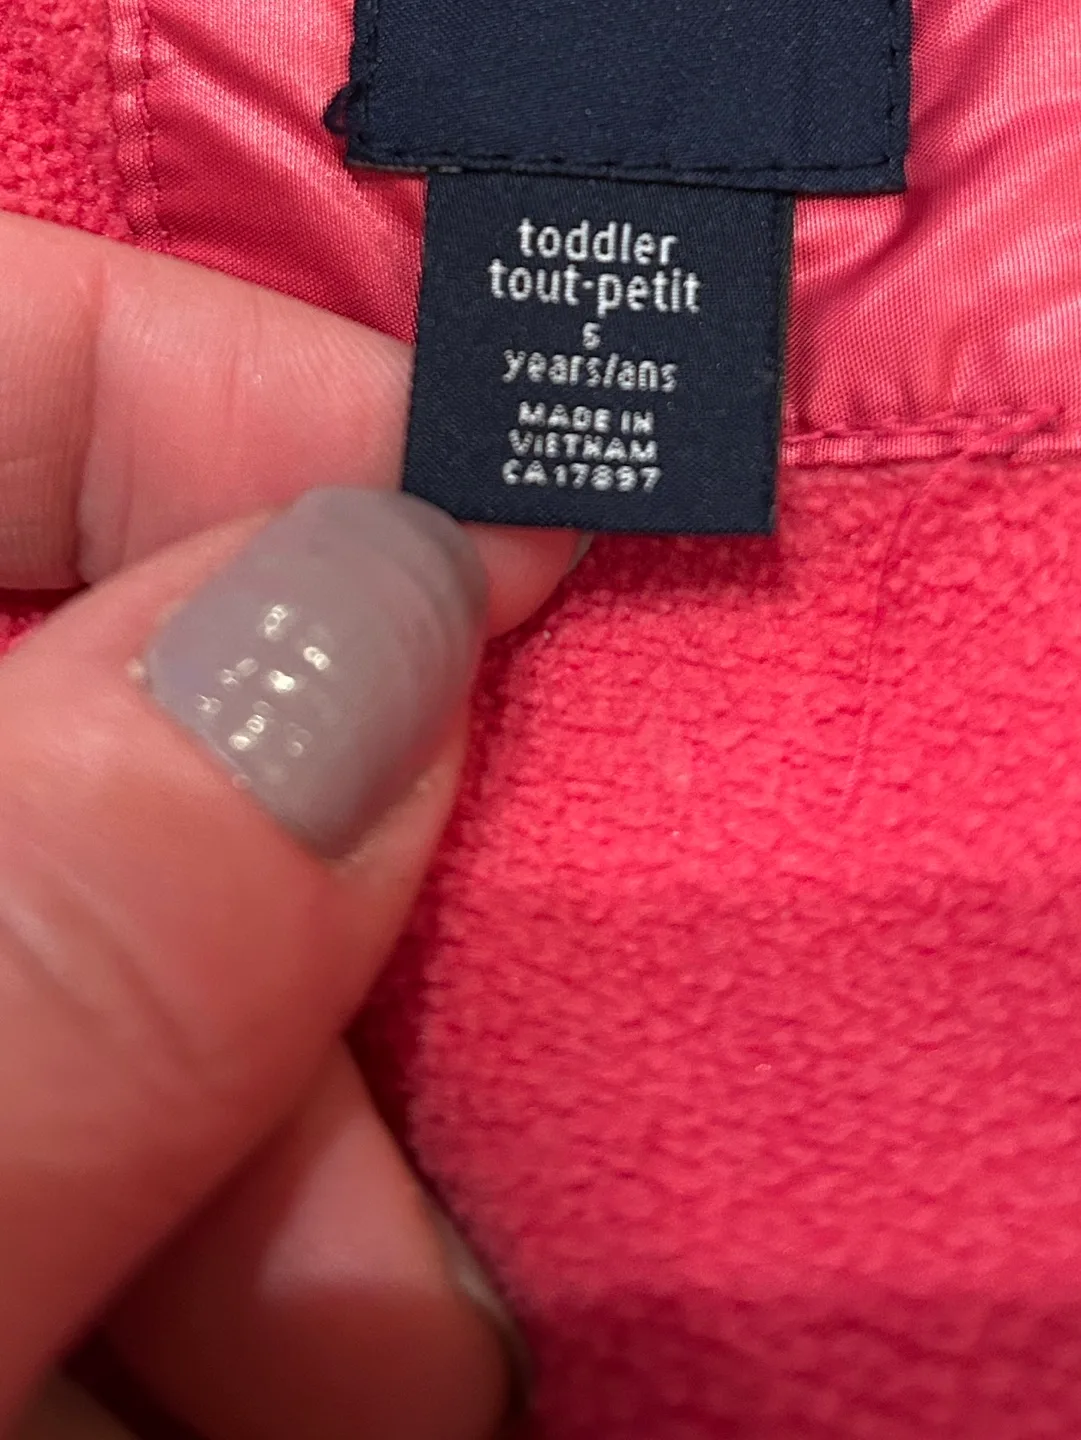 toddler
tout-petit
5
years/ans
MADE IN
VIETNAM
CA17897